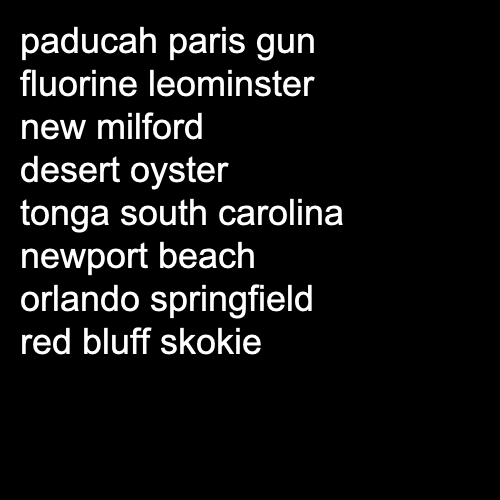 paducah paris gun
fluorine leominster
new milford
desert oyster
tonga south carolina
newport beach
orlando springfield
red bluff skokie